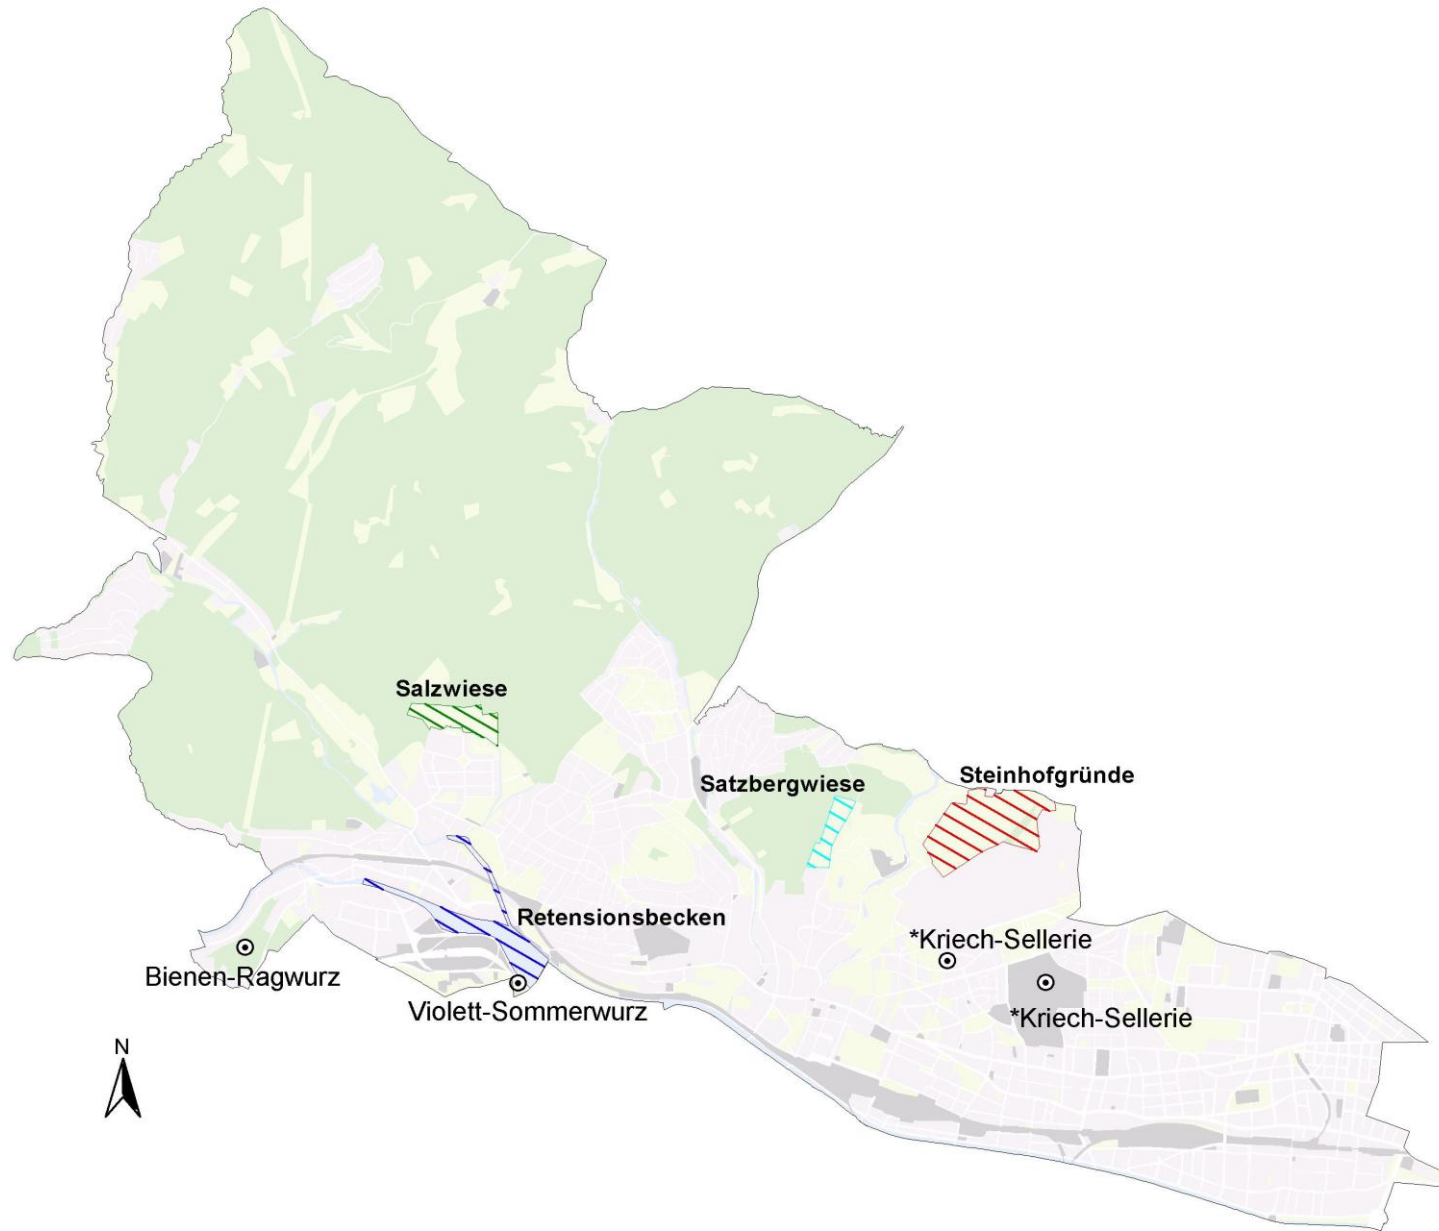 Salzwiese
Satzbergwiese
Steinhofgründe
Retensionsbecken
*Kriech-Sellerie
Bienen-Ragwurz
Violett-Sommerwurz
*Kriech-Sellerie
N